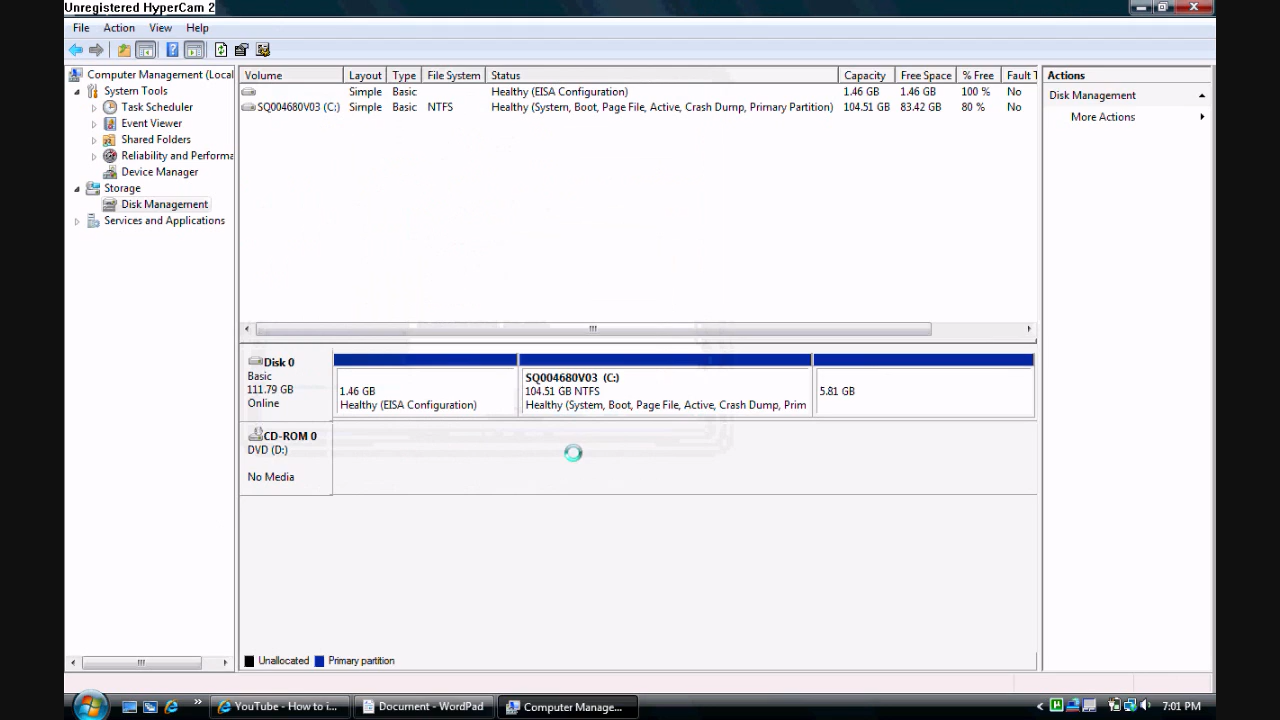 Unregistered HyperCam 2
File Action View Help
Computer Management (Local
System Tools
Task Scheduler
Event Viewer
Shared Folders
Reliability and Performa
Device Manager
Storage
Disk Management
Services and Applications
Volume Layout Type File System Status Capacity Free Space % Free Fault T
Simple Basic Healthy (EISA Configuration) 1.46 GB 1.46 GB 100 % No
SQ004680V03 (C:) Simple Basic NTFS Healthy (System, Boot, Page File, Active, Crash Dump, Primary Partition) 104.51 GB 83.42 GB 80 % No
Disk 0
Basic
111.79 GB
Online
1.46 GB
Healthy (EISA Configuration)
SQ004680V03 (C:)
104.51 GB NTFS
Healthy (System, Boot, Page File, Active, Crash Dump, Prim
5.81 GB
CD-ROM 0
DVD (D:)
No Media
Unallocated Primary partition
Actions
Disk Management
More Actions
YouTube - How to i... Document - WordPad Computer Manage... 7:01 PM